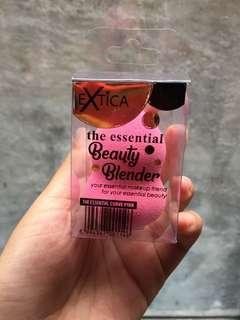 EXTICA
the essential
Beauty
Blender
your essential makeup friend
for your essential beauty
THE ESSENTIAL CURVE PINK